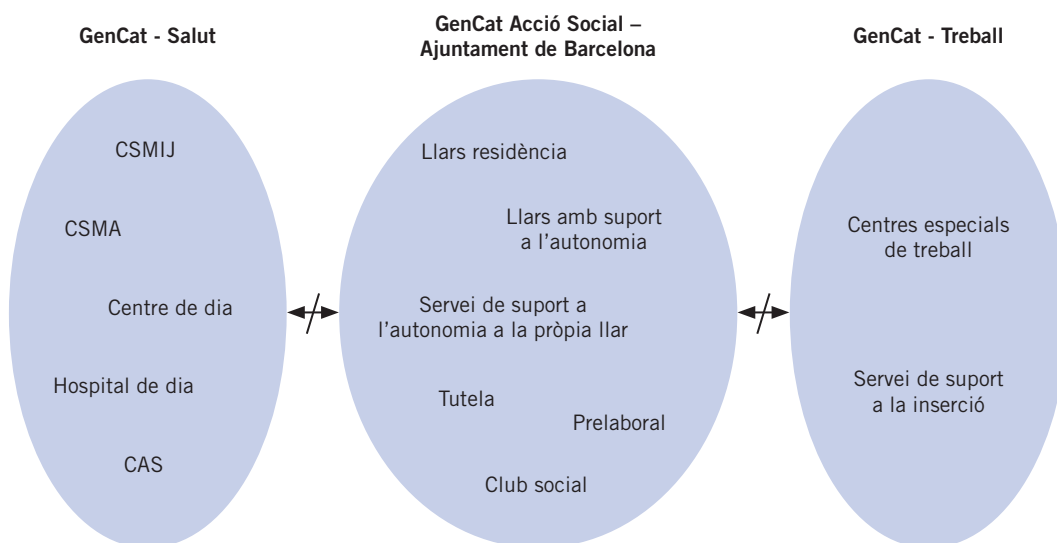 GenCat - Salut
GenCat Acció Social –
Ajuntament de Barcelona
GenCat - Treball
CSMIJ
CSMA
Centre de dia
Hospital de dia
CAS
Llars residència
Llars amb suport
a l’autonomia
Servei de suport a
l’autonomia a la pròpia llar
Tutela
Prelaboral
Club social
Centres especials
de treball
Servei de suport
a la inserció